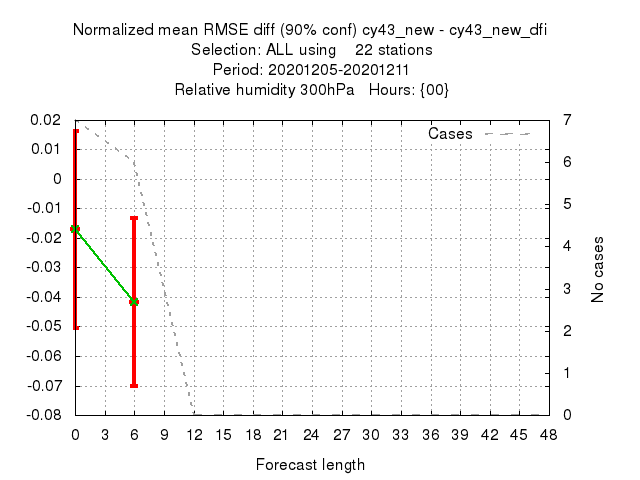 Normalized mean RMSE diff (90% conf) cy43_new - cy43_new_dfi
Selection: ALL using    22 stations
Period: 20201205-20201211
Relative humidity 300hPa   Hours: {00}
Cases
0.02
0.01
0
-0.01
-0.02
-0.03
-0.04
-0.05
-0.06
-0.07
-0.08
7
6
5
4
3
2
1
0
No cases
0 3 6 9 12 15 18 21 24 27 30 33 36 39 42 45 48
Forecast length